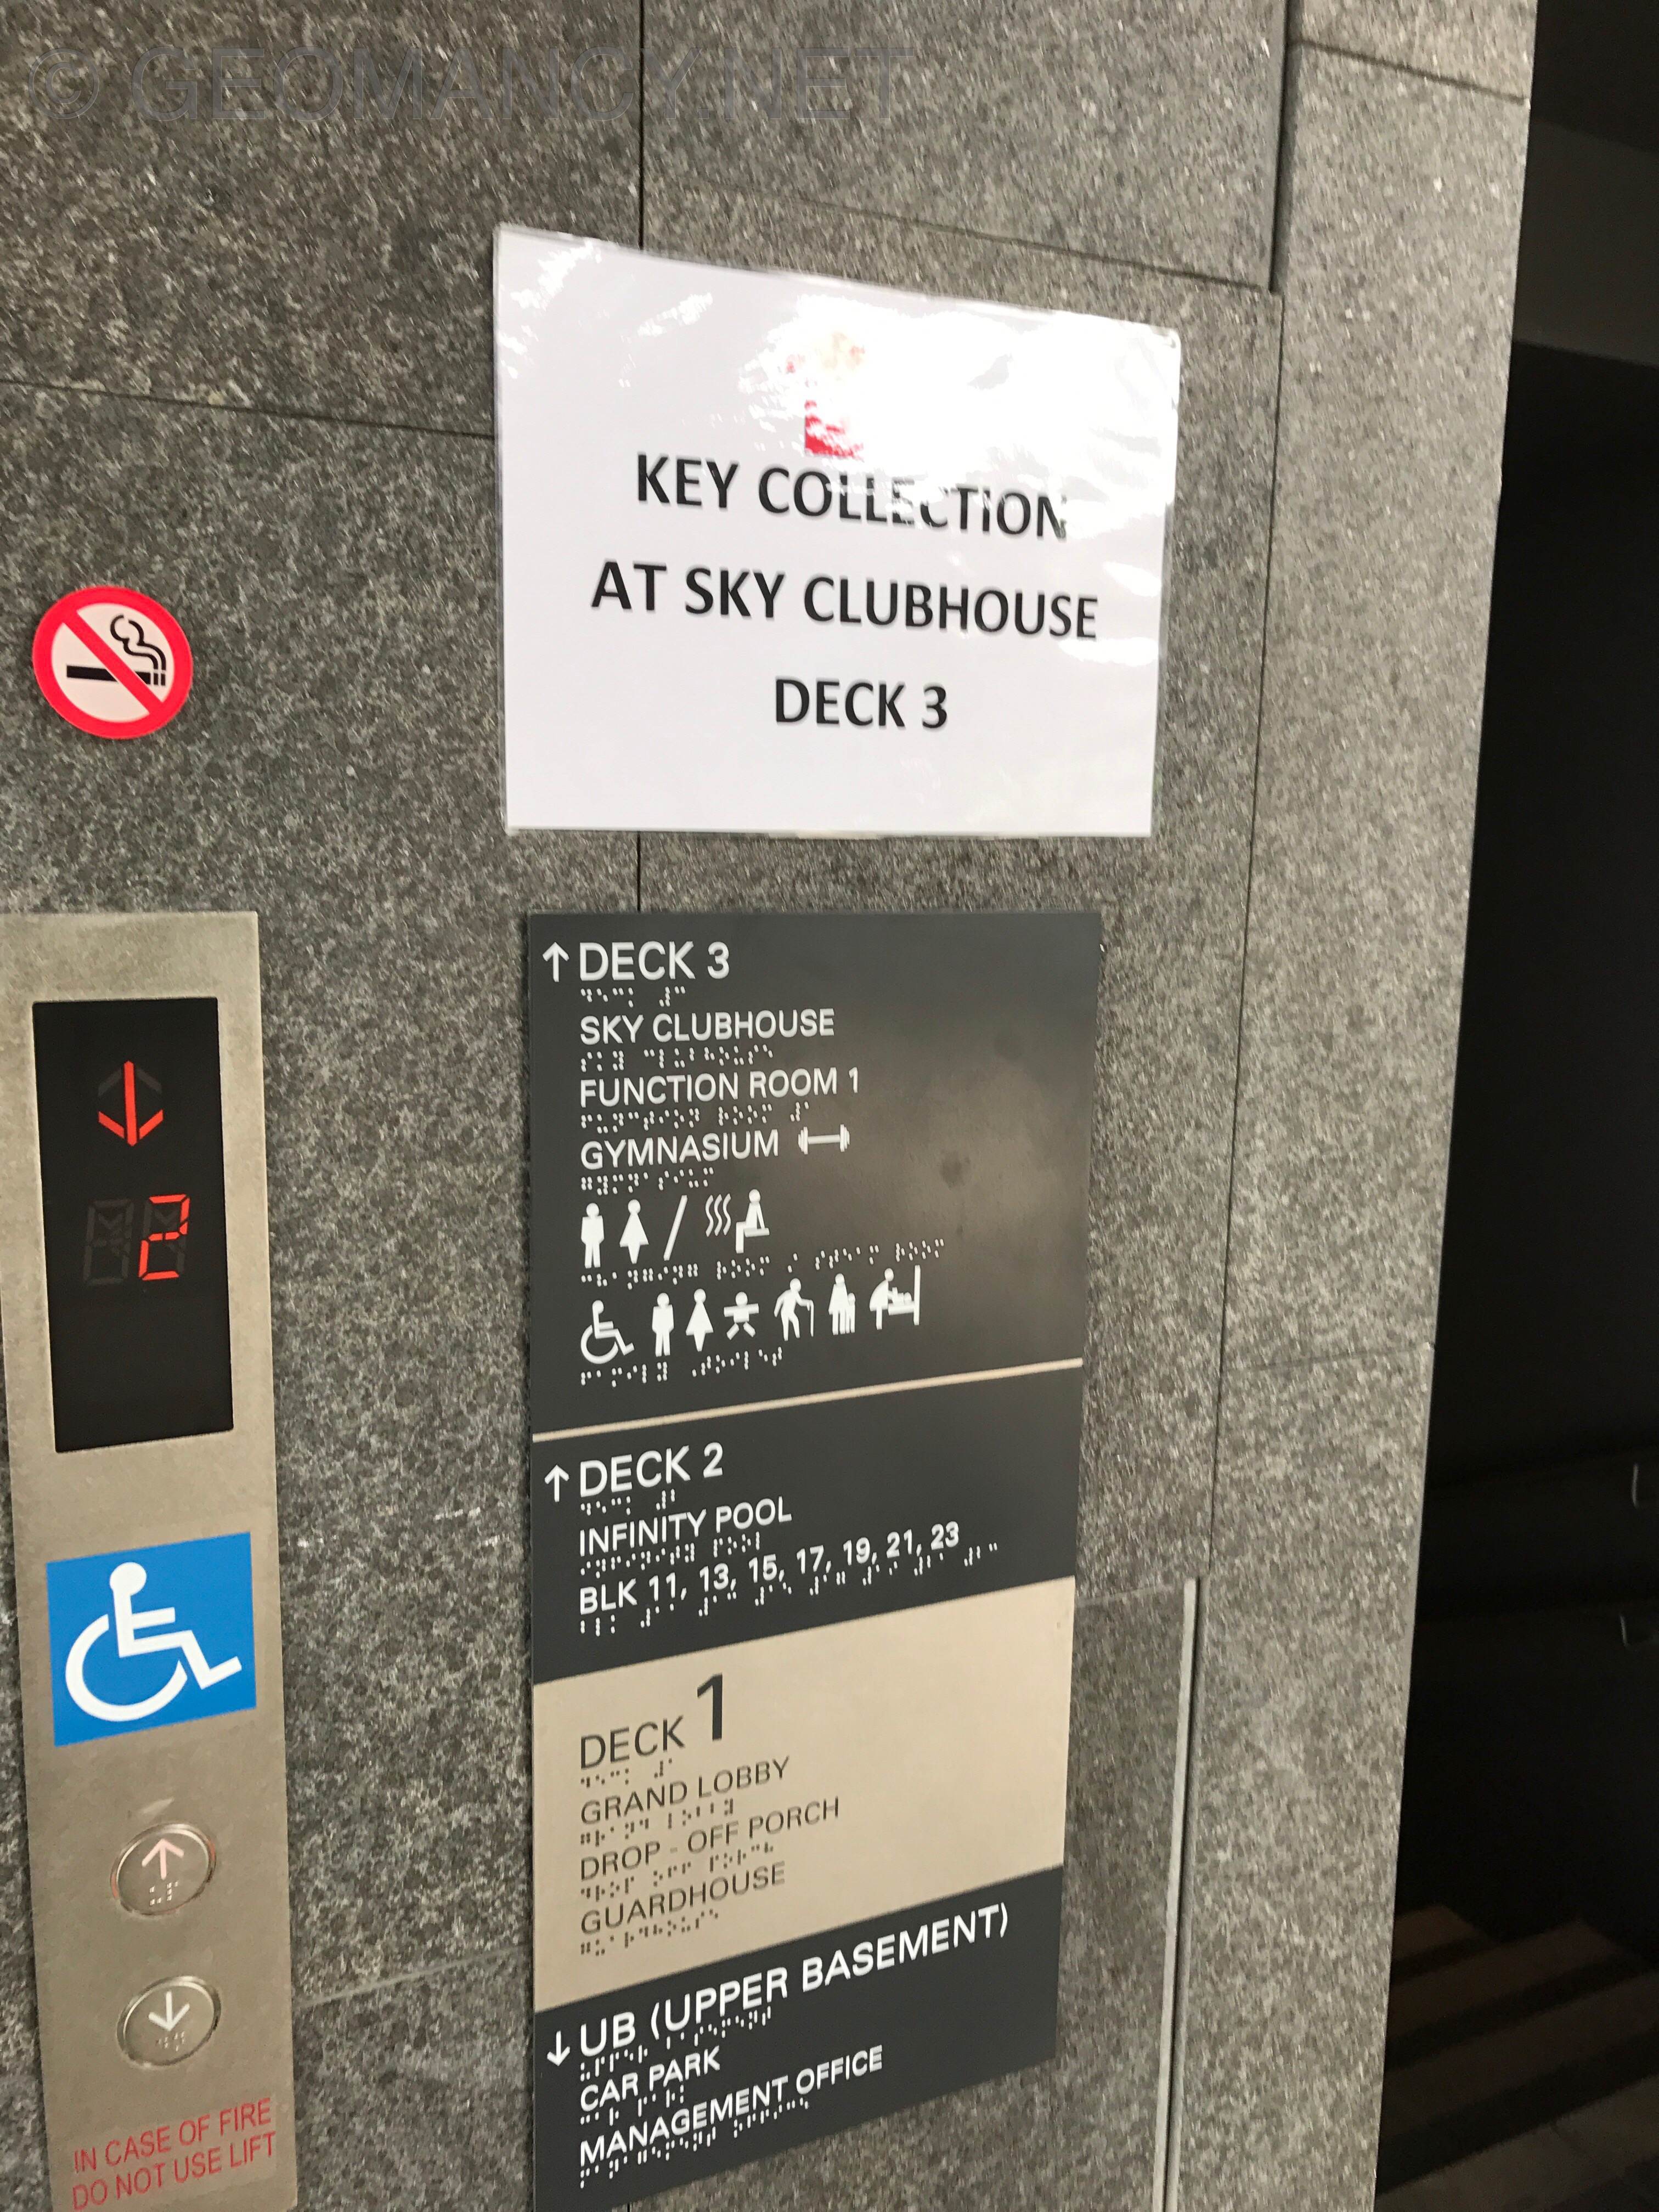 © GEOMANCY.NET
KEY COLLECTION
AT SKY CLUBHOUSE
DECK 3
↑ DECK 3
SKY CLUBHOUSE
FUNCTION ROOM 1
GYMNASIUM
↑ DECK 2
INFINITY POOL
BLK 11, 13, 15, 17, 19, 21, 23
DECK 1
GRAND LOBBY
DROP - OFF PORCH
GUARDHOUSE
↓ UB (UPPER BASEMENT)
CAR PARK
MANAGEMENT OFFICE
2
IN CASE OF FIRE
DO NOT USE LIFT